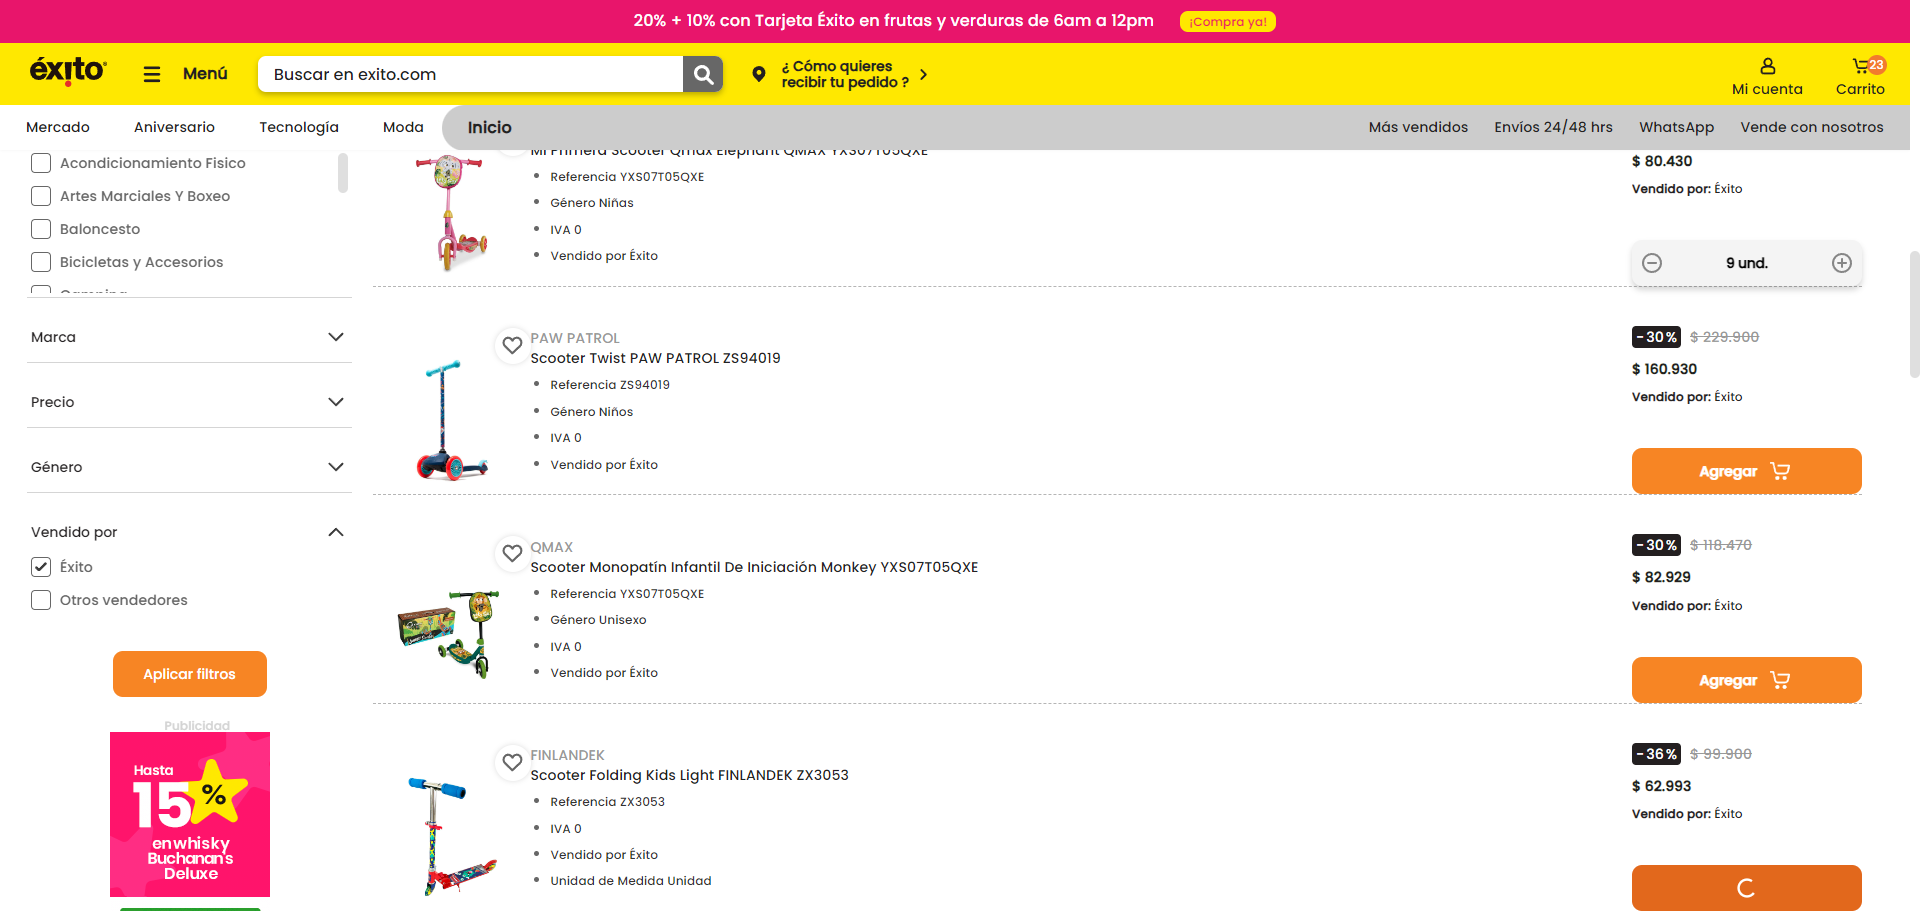 20% + 10% con Tarjeta Éxito en frutas y verduras de 6am a 12pm
¡Compra ya!
éxito
Menú
Buscar en exito.com
¿ Cómo quieres
recibir tu pedido ?
Mi cuenta
23
Carrito
Mercado
Aniversario
Tecnología
Moda
Inicio
Más vendidos
Envíos 24/48 hrs
WhatsApp
Vende con nosotros
Acondicionamiento Fisico
Artes Marciales Y Boxeo
Baloncesto
Bicicletas y Accesorios
Camping
Marca
Precio
Género
Vendido por
Éxito
Otros vendedores
Aplicar filtros
Publicidad
Hasta
15%
en whisky
Buchanan's
Deluxe
Mi Primera Scooter Qmax Elephant QMAX YXS07T05QXE
Referencia YXS07T05QXE
Género Niñas
IVA 0
Vendido por Éxito
$ 80.430
Vendido por: Éxito
9 und.
PAW PATROL
Scooter Twist PAW PATROL ZS94019
Referencia ZS94019
Género Niños
IVA 0
Vendido por Éxito
-30% $ 229.900
$ 160.930
Vendido por: Éxito
Agregar
QMAX
Scooter Monopatín Infantil De Iniciación Monkey YXS07T05QXE
Referencia YXS07T05QXE
Género Unisexo
IVA 0
Vendido por Éxito
-30% $ 118.470
$ 82.929
Vendido por: Éxito
Agregar
FINLANDEK
Scooter Folding Kids Light FINLANDEK ZX3053
Referencia ZX3053
IVA 0
Vendido por Éxito
Unidad de Medida Unidad
-36% $ 99.900
$ 62.993
Vendido por: Éxito